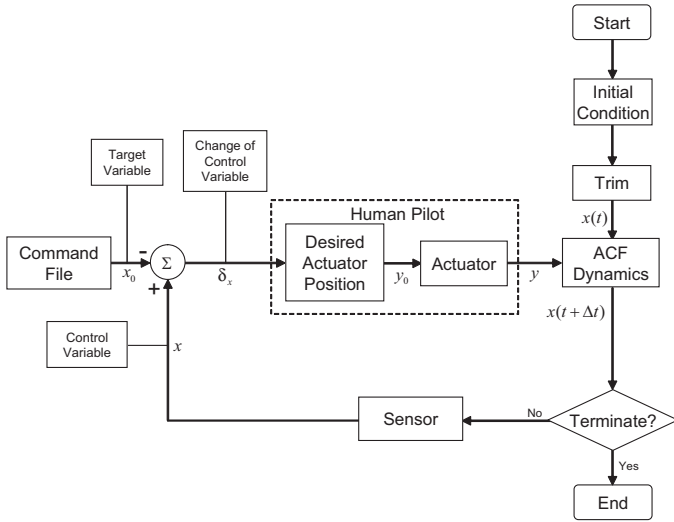 Start
Initial
Condition
Trim
x(t)
Target
Variable
Change of
Control
Variable
Human Pilot
Command
File
x₀
-
+
Σ
δₓ
Desired
Actuator
Position
y₀
Actuator
y
ACF
Dynamics
x(t + Δt)
Control
Variable
x
Sensor
No
Terminate?
Yes
End